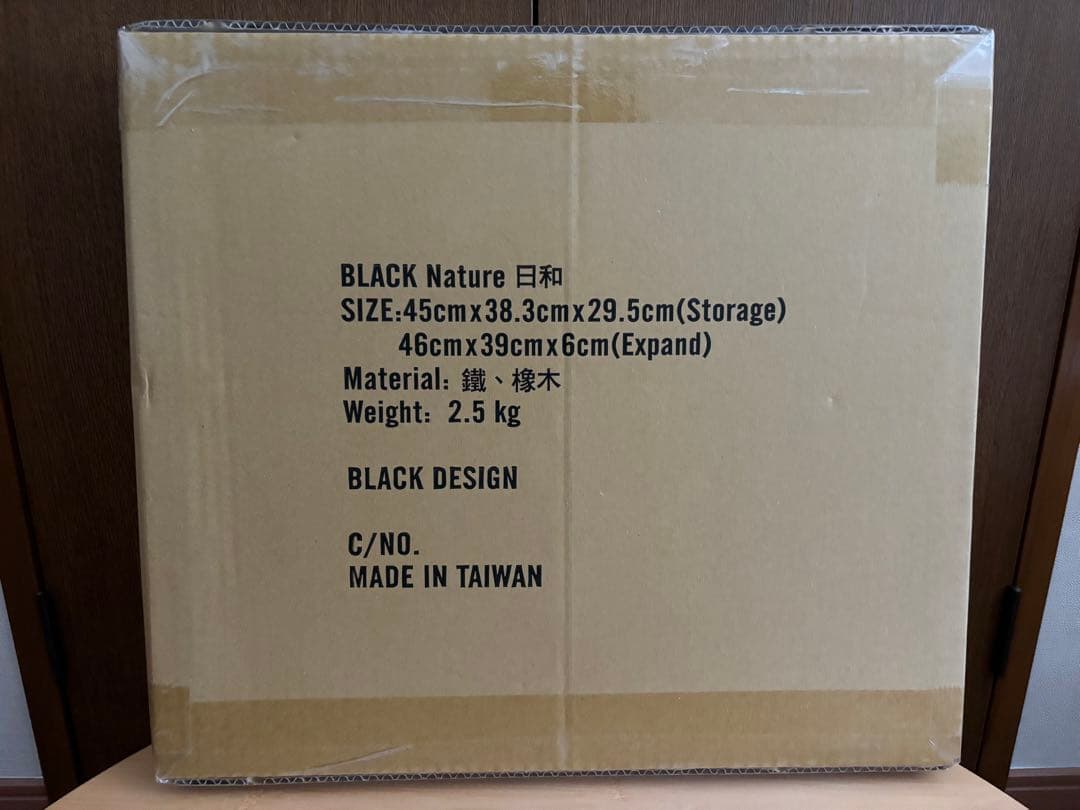 BLACK Nature 日和
SIZE:45cmx38.3cmx29.5cm(Storage)
46cmx39cmx6cm(Expand)
Material: 鐵、橡木
Weight: 2.5 kg
BLACK DESIGN
C/NO.
MADE IN TAIWAN